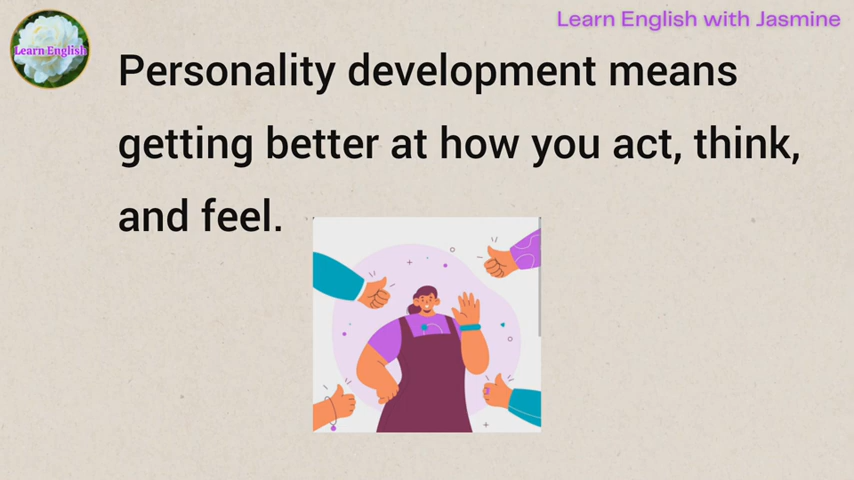 Learn English with Jasmine
Learn English
Personality development means
getting better at how you act, think,
and feel.